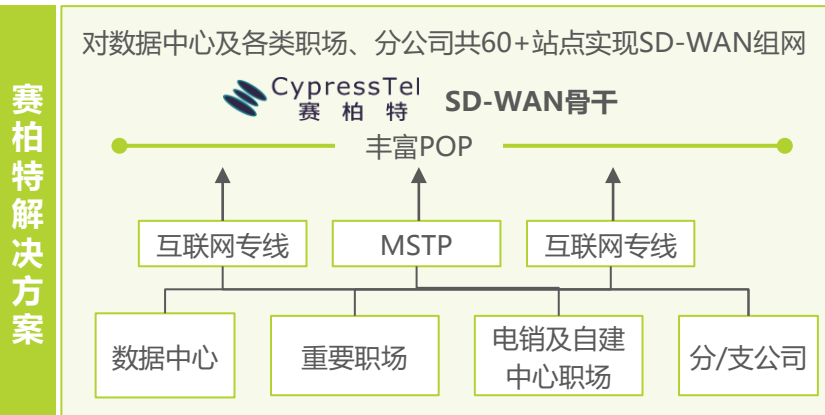 赛柏特解决方案
对数据中心及各类职场、分公司共60+站点实现SD-WAN组网
CypressTel
赛柏特
SD-WAN骨干
丰富POP
互联网专线
MSTP
互联网专线
数据中心
重要职场
电销及自建
中心职场
分/支公司